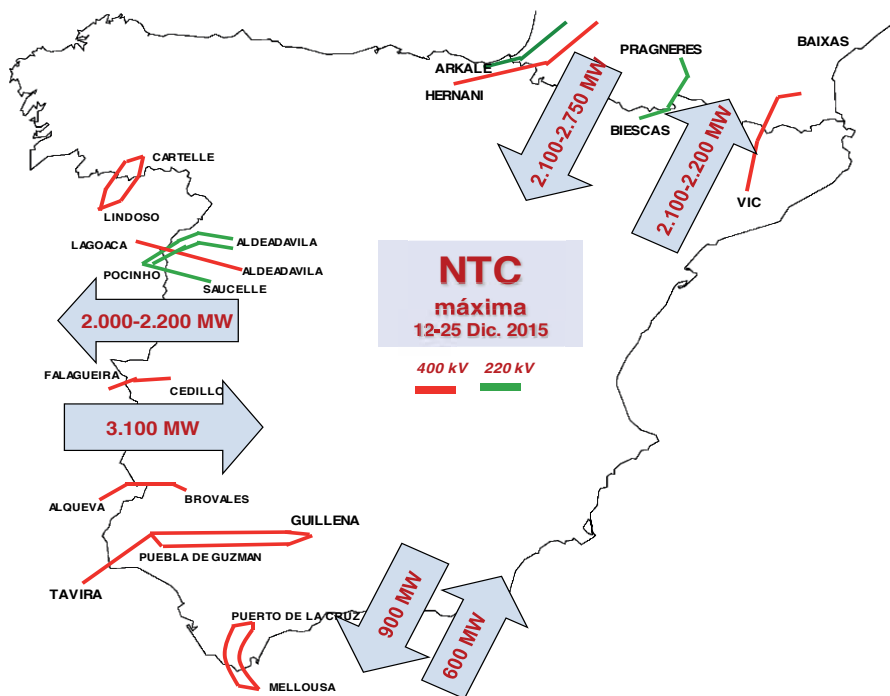 PRAGNERES
BAIXAS
ARKALE
HERNANI
BIESCAS
2.100-2.750 MW
2.100-2.200 MW
VIC
CARTELLE
LINDOSO
LAGOACA
ALDEADAVILA
POCINHO
ALDEADAVILA
SAUCELLE
NTC
máxima
12-25 Dic. 2015
2.000-2.200 MW
400 kV 220 kV
FALAGUEIRA
CEDILLO
3.100 MW
ALQUEVA
BROVALES
GUILLENA
PUEBLA DE GUZMAN
TAVIRA
PUERTO DE LA CRUZ
900 MW
600 MW
MELLOUSA